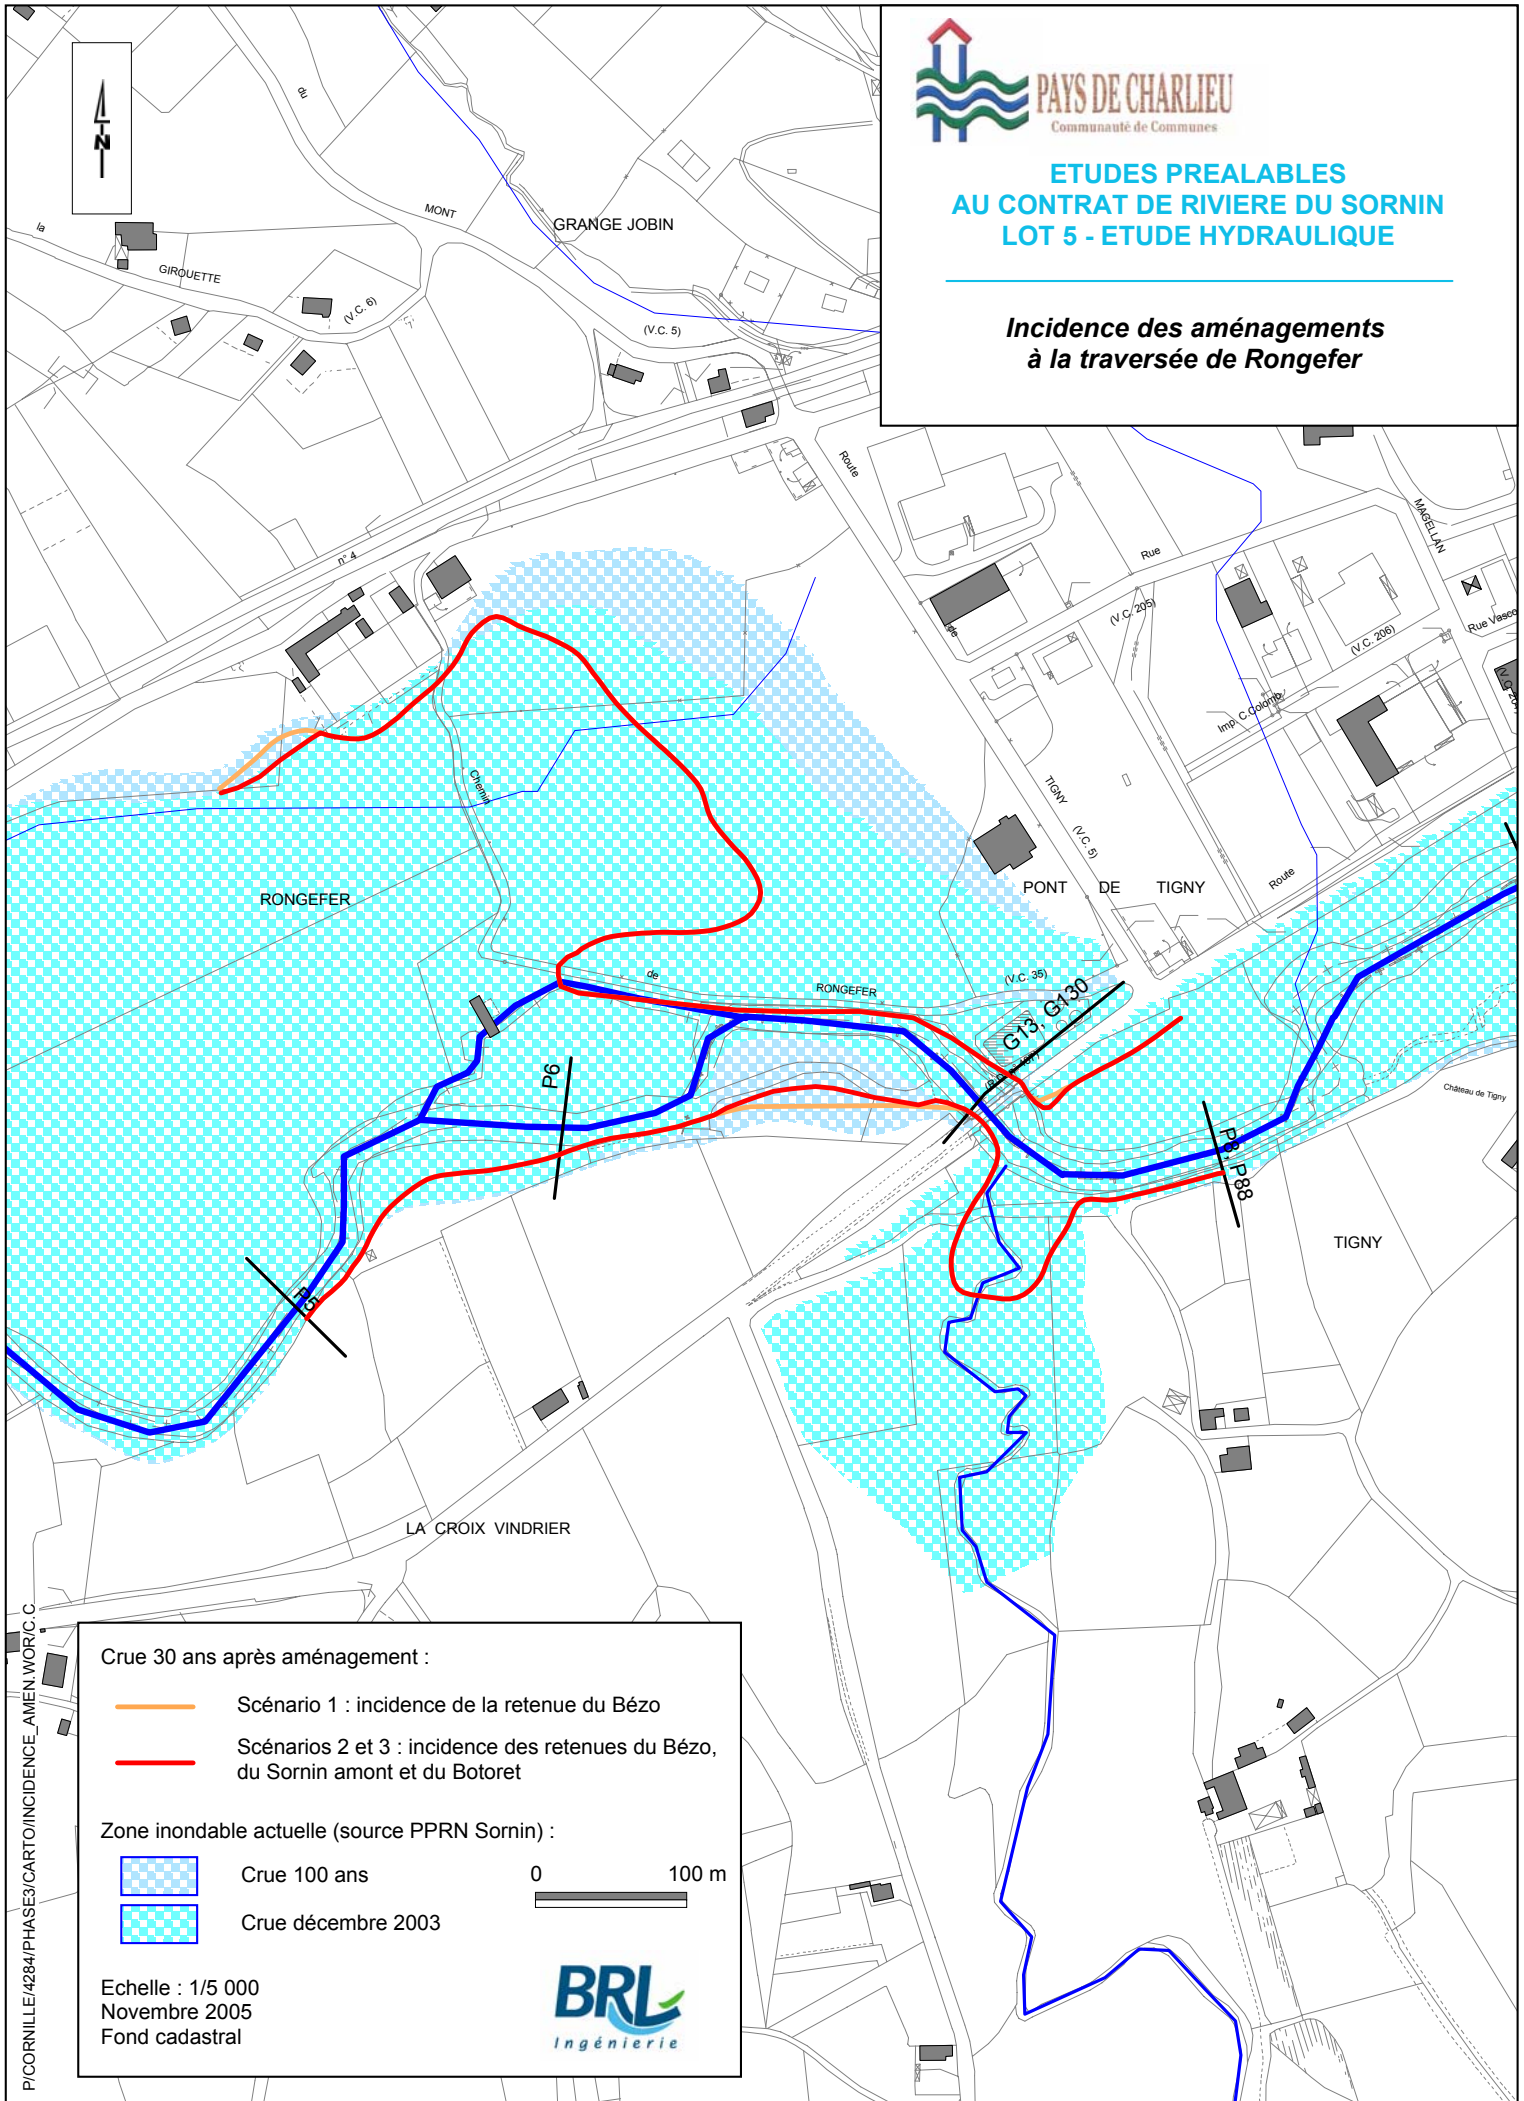 PAYS DE CHARLIEU
Communauté de Communes
ETUDES PREALABLES
AU CONTRAT DE RIVIERE DU SORNIN
LOT 5 - ETUDE HYDRAULIQUE
Incidence des aménagements
à la traversée de Rongefer
N
du
MONT
GRANGE JOBIN
la
GIROUETTE
(V.C. 6)
(V.C. 5)
Route
MAGELLAN
n° 4
Rue
de
(V.C. 205)
(V.C. 206)
Rue Vasco
Imp. C.Colomb
Chemin
TIGNY
(V.C. 5)
RONGEFER
PONT DE TIGNY
Route
de
RONGEFER
(V.C. 35)
G13, G130
P6
Château de Tigny
P8, P88
TIGNY
P5
LA CROIX VINDRIER
Crue 30 ans après aménagement :
Scénario 1 : incidence de la retenue du Bézo
Scénarios 2 et 3 : incidence des retenues du Bézo,
du Sornin amont et du Botoret
Zone inondable actuelle (source PPRN Sornin) :
Crue 100 ans
0 100 m
Crue décembre 2003
Echelle : 1/5 000
Novembre 2005
Fond cadastral
BRL
Ingénierie
P/CORNILLE/4284/PHASE3/CARTO/INCIDENCE_AMEN.WOR/C.C